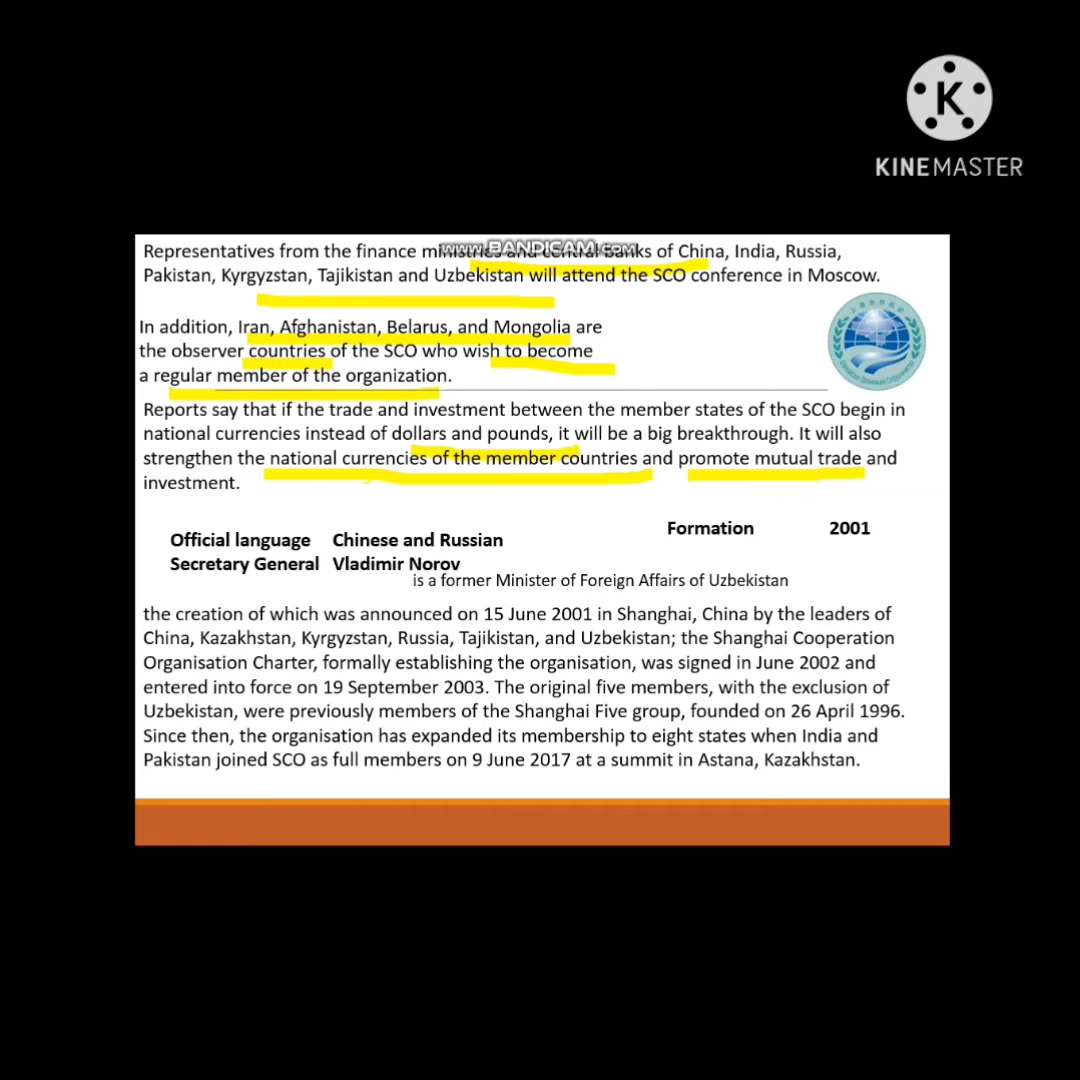 K
KINEMASTER
www.BANDICAM.COM
Representatives from the finance ministries and central banks of China, India, Russia,
Pakistan, Kyrgyzstan, Tajikistan and Uzbekistan will attend the SCO conference in Moscow.
In addition, Iran, Afghanistan, Belarus, and Mongolia are
the observer countries of the SCO who wish to become
a regular member of the organization.
Reports say that if the trade and investment between the member states of the SCO begin in
national currencies instead of dollars and pounds, it will be a big breakthrough. It will also
strengthen the national currencies of the member countries and promote mutual trade and
investment.
Formation 2001
Official language Chinese and Russian
Secretary General Vladimir Norov
is a former Minister of Foreign Affairs of Uzbekistan
the creation of which was announced on 15 June 2001 in Shanghai, China by the leaders of
China, Kazakhstan, Kyrgyzstan, Russia, Tajikistan, and Uzbekistan; the Shanghai Cooperation
Organisation Charter, formally establishing the organisation, was signed in June 2002 and
entered into force on 19 September 2003. The original five members, with the exclusion of
Uzbekistan, were previously members of the Shanghai Five group, founded on 26 April 1996.
Since then, the organisation has expanded its membership to eight states when India and
Pakistan joined SCO as full members on 9 June 2017 at a summit in Astana, Kazakhstan.